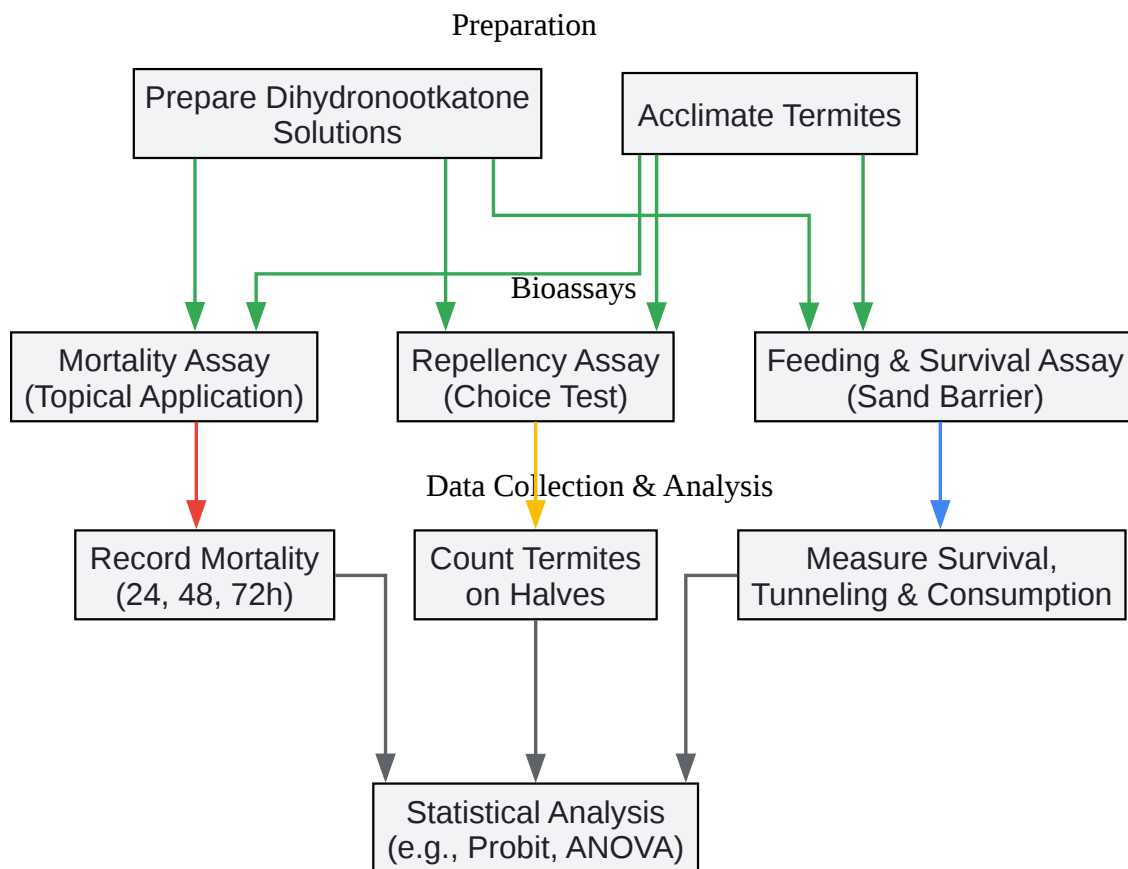 Preparation
Prepare Dihydronootkatone
Solutions
Acclimate Termites
Bioassays
Mortality Assay
(Topical Application)
Repellency Assay
(Choice Test)
Feeding & Survival Assay
(Sand Barrier)
Data Collection & Analysis
Record Mortality
(24, 48, 72h)
Count Termites
on Halves
Measure Survival,
Tunneling & Consumption
Statistical Analysis
(e.g., Probit, ANOVA)